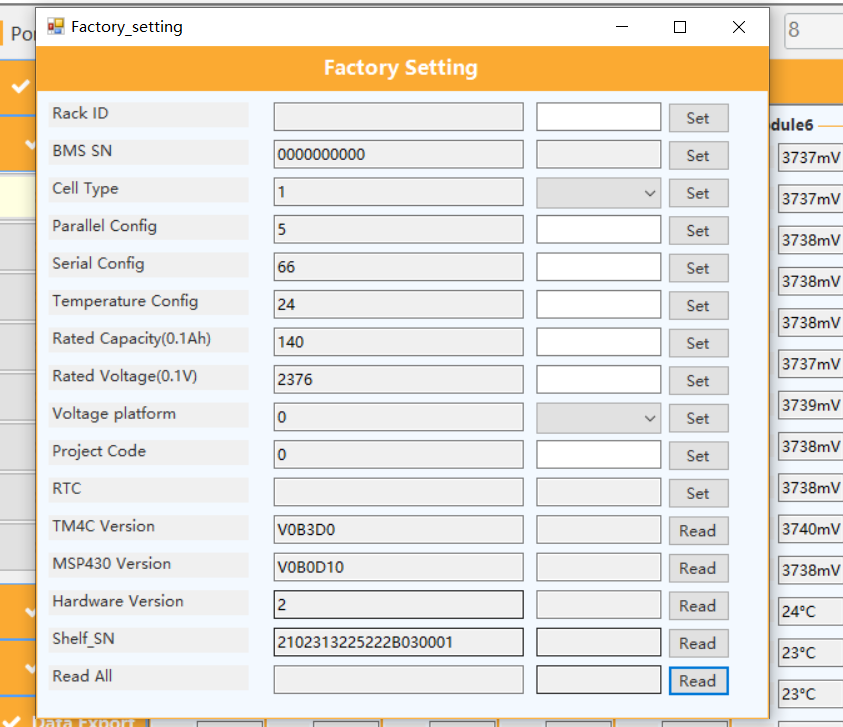 Factory_setting
Factory Setting
8
Rack ID Set
BMS SN 0000000000 Set
Cell Type 1 Set
Parallel Config 5 Set
Serial Config 66 Set
Temperature Config 24 Set
Rated Capacity(0.1Ah) 140 Set
Rated Voltage(0.1V) 2376 Set
Voltage platform 0 Set
Project Code 0 Set
RTC Set
TM4C Version V0B3D0 Read
MSP430 Version V0B0D10 Read
Hardware Version 2 Read
Shelf_SN 2102313225222B030001 Read
Read All Read
dule6
3737mV
3737mV
3738mV
3738mV
3738mV
3737mV
3739mV
3738mV
3738mV
3740mV
3738mV
24°C
23°C
23°C
Data Export